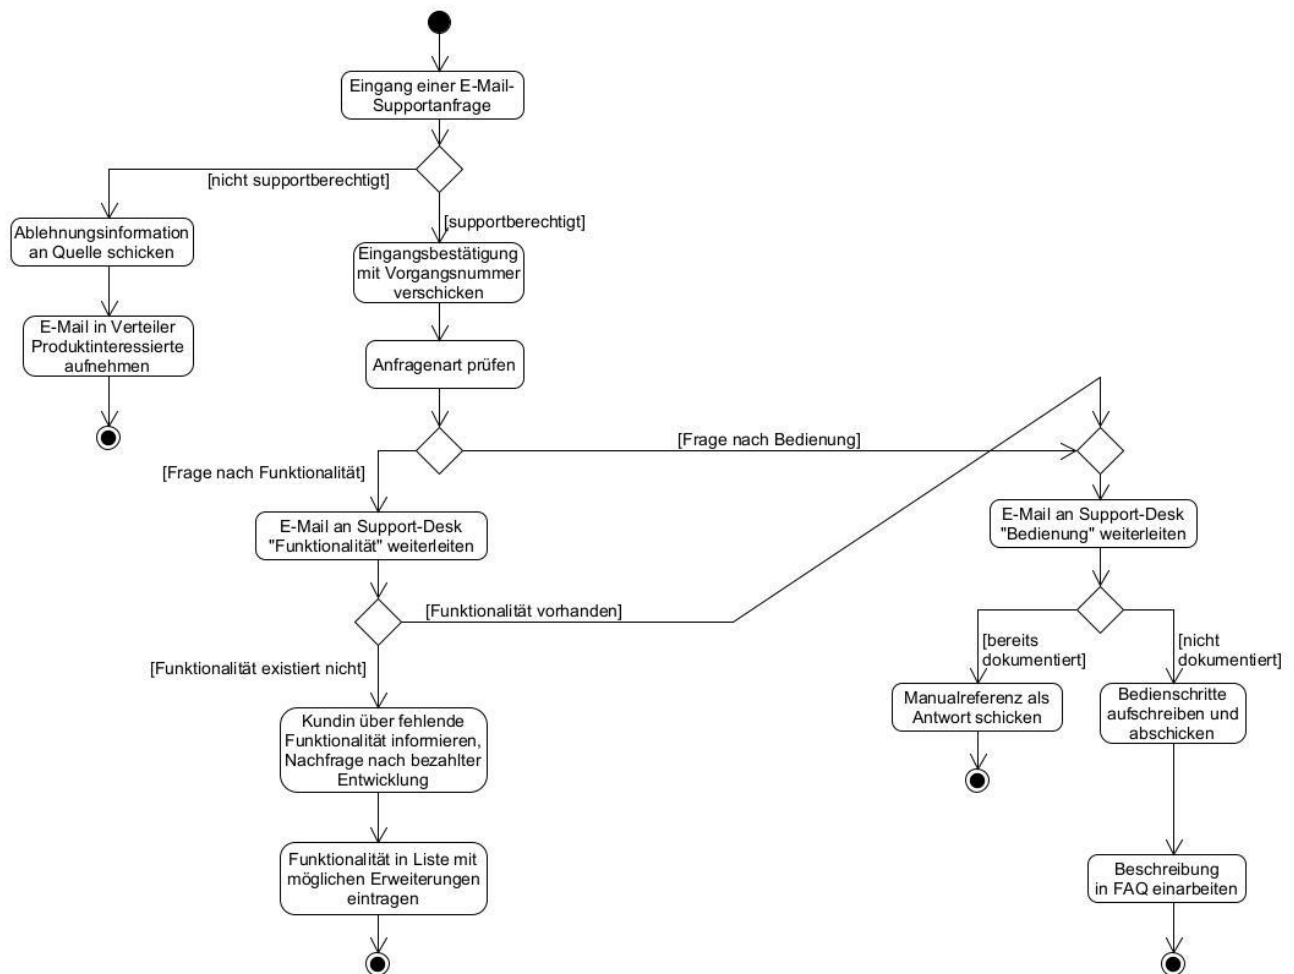 Eingang einer E-Mail-
Supportanfrage
[nicht supportberechtigt]
[supportberechtigt]
Ablehnungsinformation
an Quelle schicken
Eingangsbestätigung
mit Vorgangsnummer
verschicken
E-Mail in Verteiler
Produktinteressierte
aufnehmen
Anfragenart prüfen
[Frage nach Bedienung]
[Frage nach Funktionalität]
E-Mail an Support-Desk
"Funktionalität" weiterleiten
E-Mail an Support-Desk
"Bedienung" weiterleiten
[Funktionalität vorhanden]
[Funktionalität existiert nicht]
[bereits
dokumentiert]
[nicht
dokumentiert]
Kundin über fehlende
Funktionalität informieren,
Nachfrage nach bezahlter
Entwicklung
Manualreferenz als
Antwort schicken
Bedienschritte
aufschreiben und
abschicken
Funktionalität in Liste mit
möglichen Erweiterungen
eintragen
Beschreibung
in FAQ einarbeiten